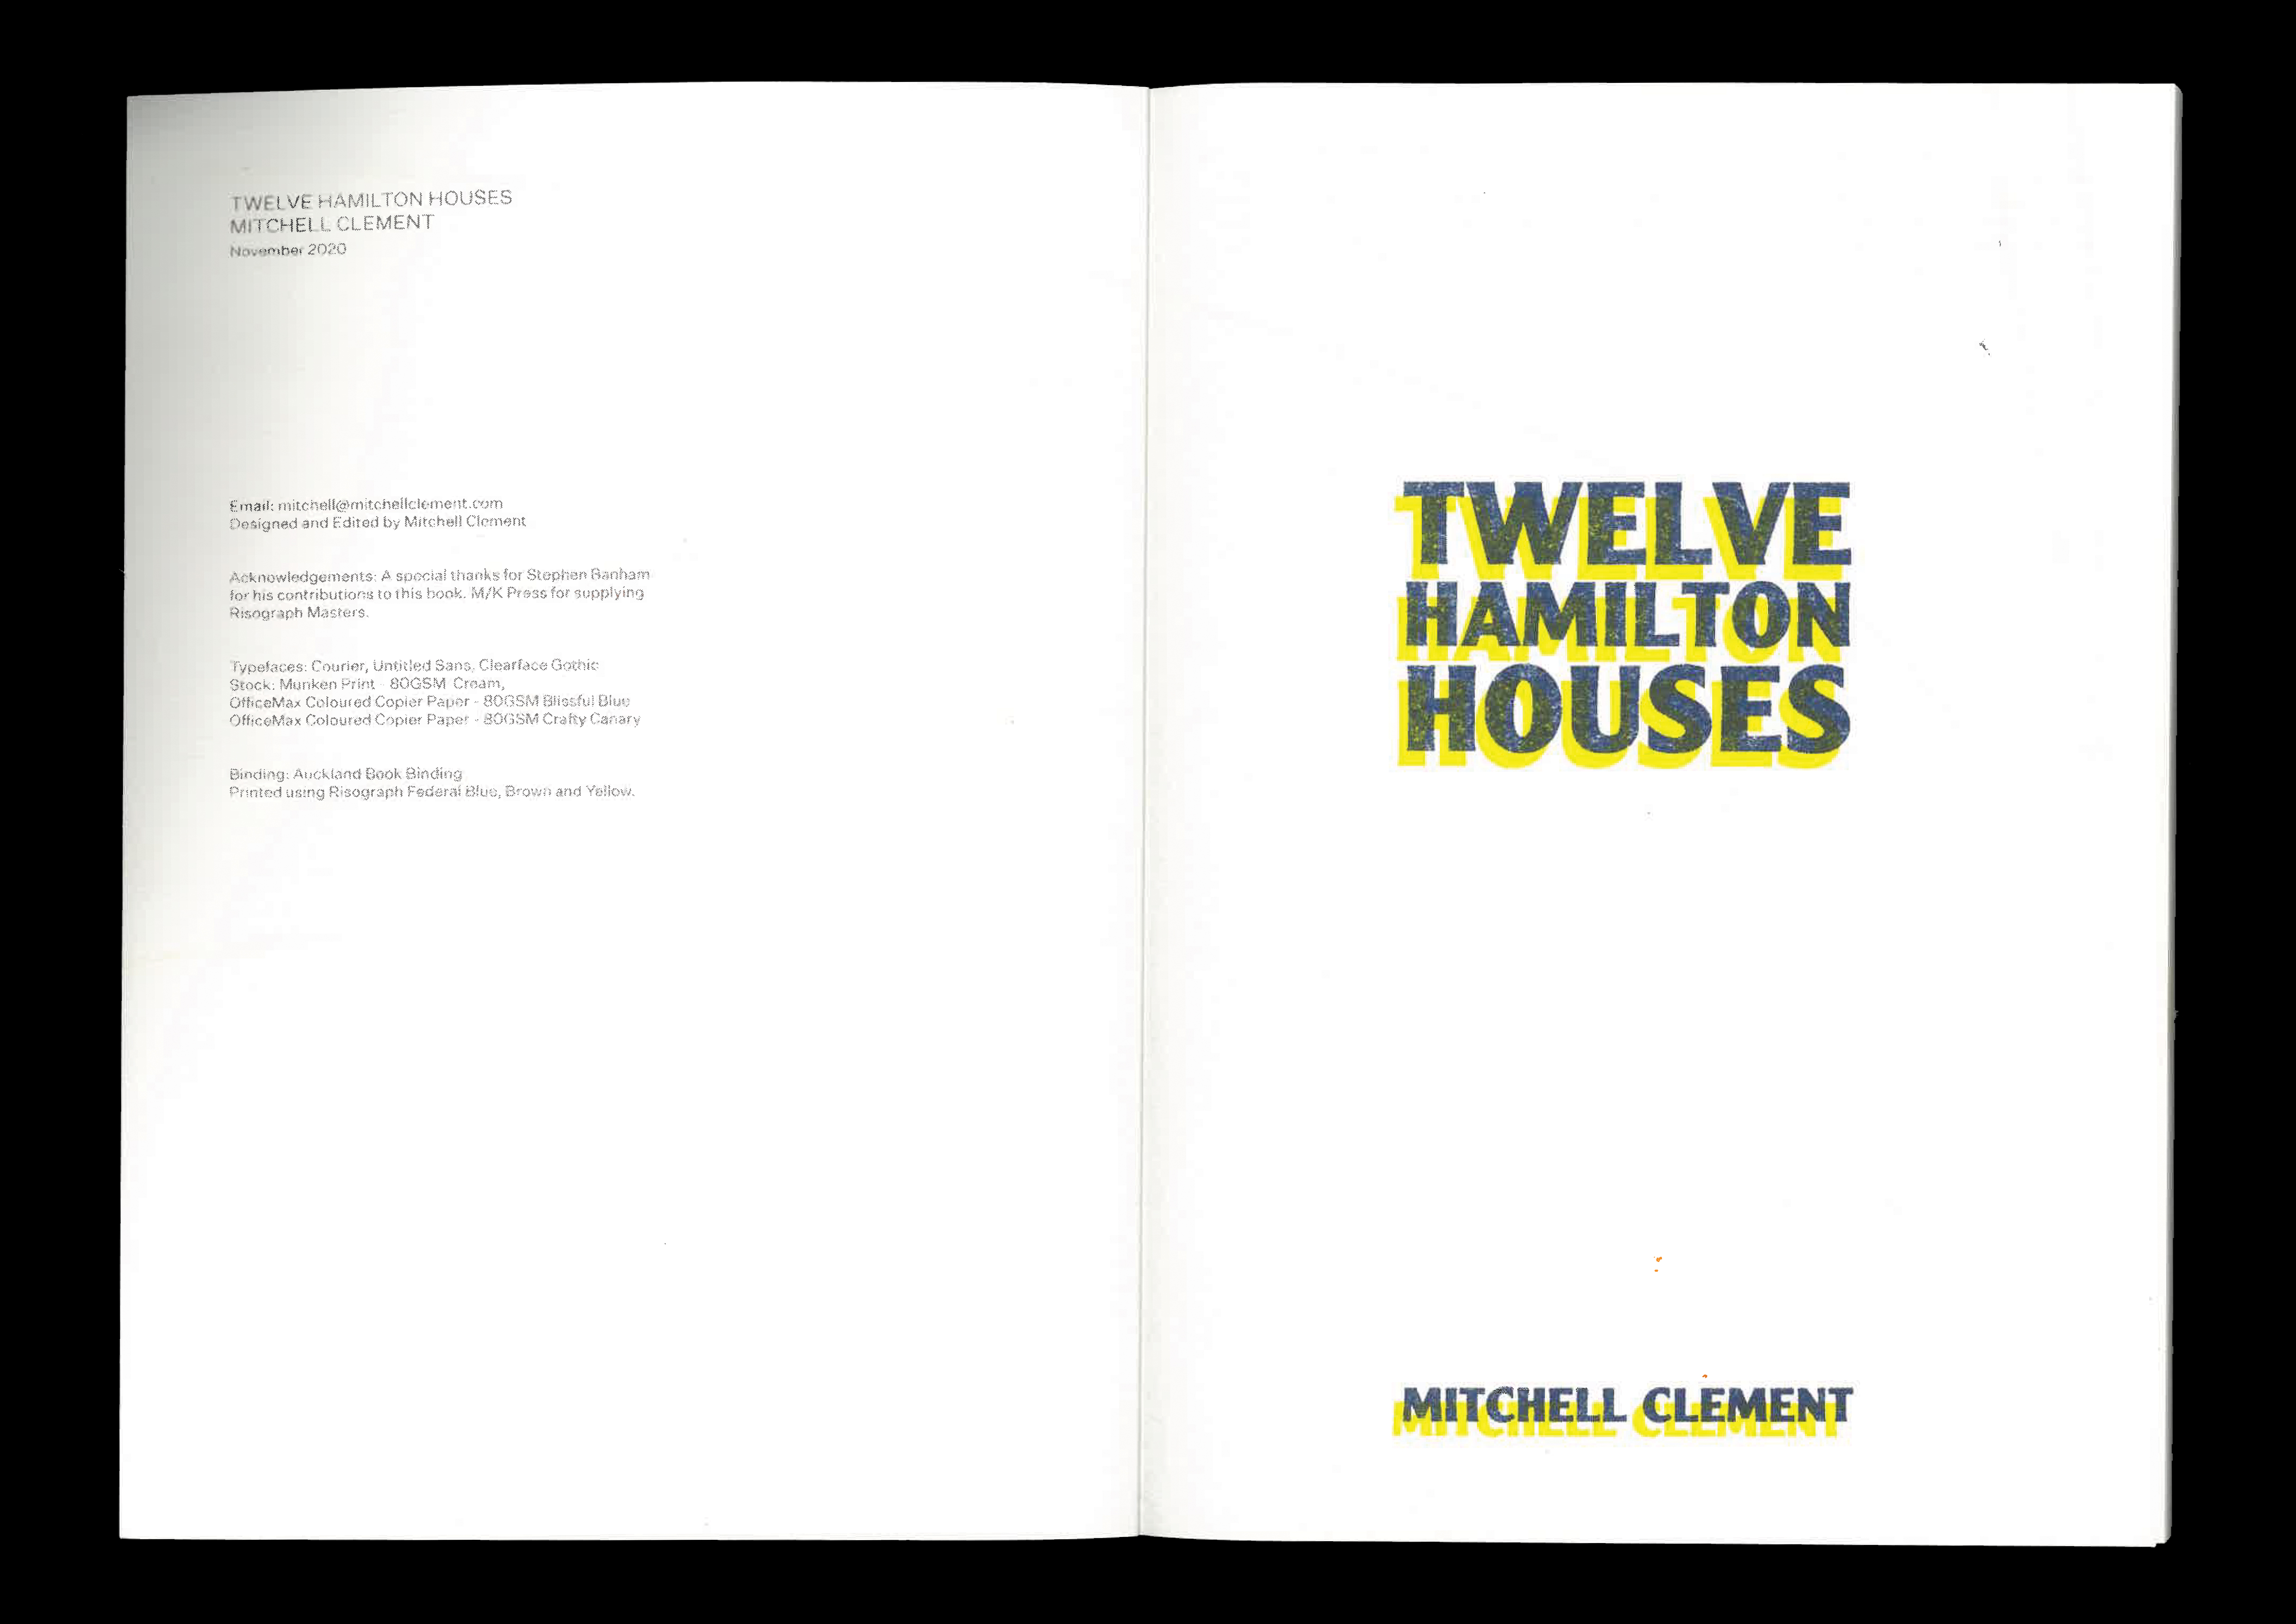 TWELVE HAMILTON HOUSES
MITCHELL CLEMENT
November 2020
Email: mitchell@mitchellclement.com
Designed and Edited by Mitchell Clement
Acknowledgements: A special thanks for Stephen Banham
for his contributions to this book. M/K Press for supplying
Risograph Masters.
Typefaces: Courier, Untitled Sans, Clearface Gothic
Stock: Munken Print - 80GSM Cream,
OfficeMax Coloured Copier Paper - 80GSM Blissful Blue
OfficeMax Coloured Copier Paper - 80GSM Crafty Canary
Binding: Auckland Book Binding
Printed using Risograph Federal Blue, Brown and Yellow.
TWELVE
HAMILTON
HOUSES
MITCHELL CLEMENT